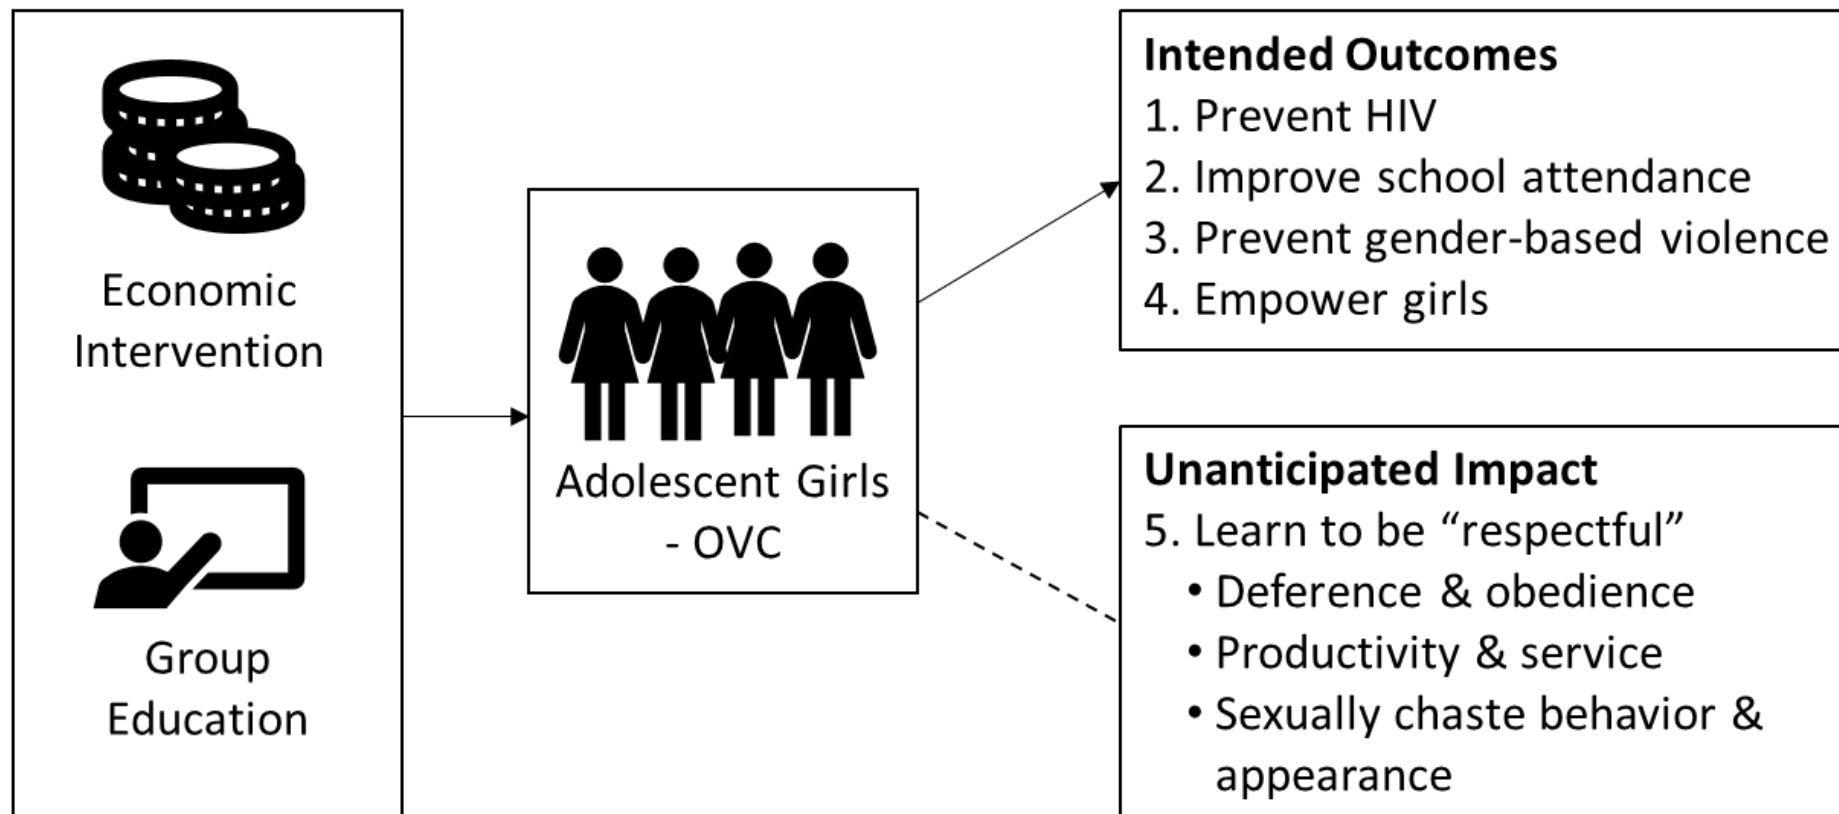 Economic
Intervention
Group
Education
Adolescent Girls
- OVC
Intended Outcomes
1. Prevent HIV
2. Improve school attendance
3. Prevent gender-based violence
4. Empower girls
Unanticipated Impact
5. Learn to be “respectful”
• Deference & obedience
• Productivity & service
• Sexually chaste behavior &
appearance